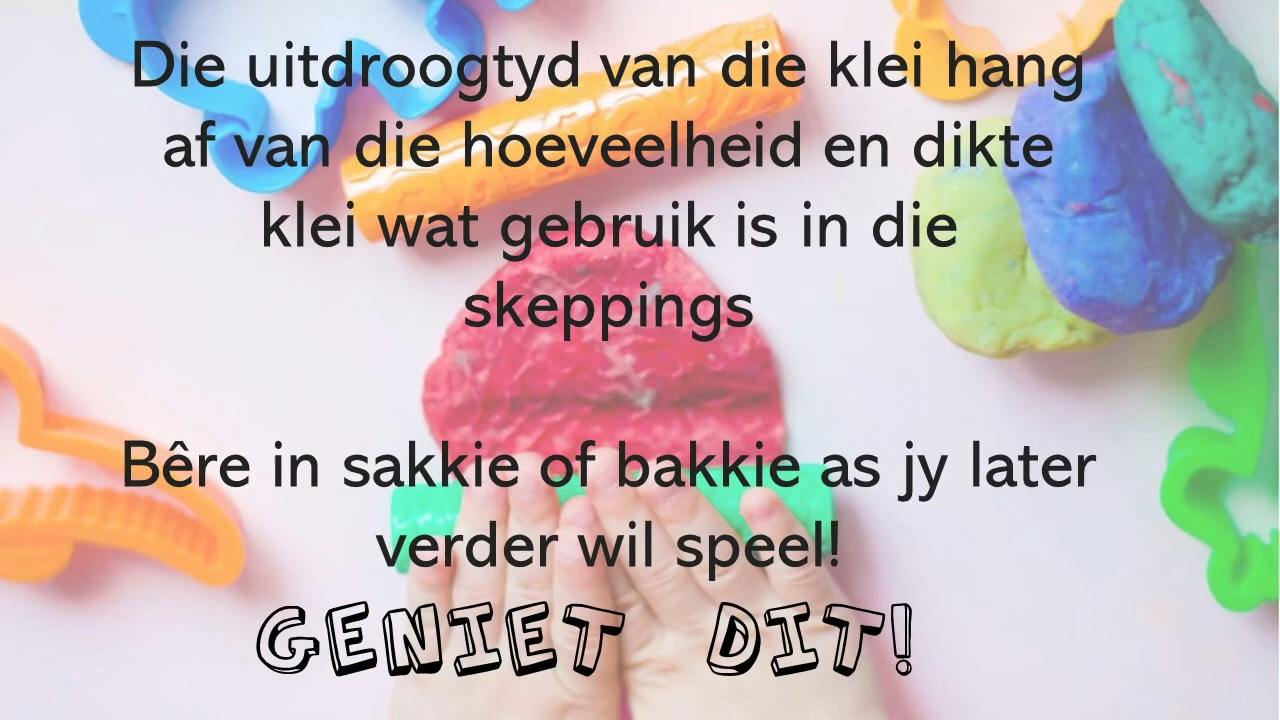 Die uitdroogtyd van die klei hang
af van die hoeveelheid en dikte
klei wat gebruik is in die
skeppings
Bêre in sakkie of bakkie as jy later
verder wil speel!
GENIET DIT!